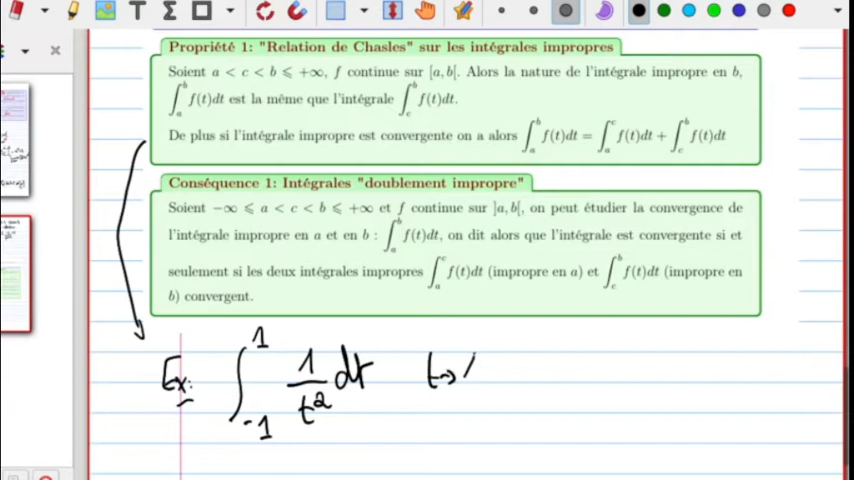 Propriété 1: "Relation de Chasles" sur les intégrales impropres
Soient a < c < b ⩽ +∞, f continue sur [a, b[. Alors la nature de l'intégrale impropre en b,
∫_a^b f(t)dt est la même que l'intégrale ∫_c^b f(t)dt.
De plus si l'intégrale impropre est convergente on a alors ∫_a^b f(t)dt = ∫_a^c f(t)dt + ∫_c^b f(t)dt
Conséquence 1: Intégrales "doublement impropre"
Soient −∞ ⩽ a < c < b ⩽ +∞ et f continue sur ]a, b[, on peut étudier la convergence de
l'intégrale impropre en a et en b : ∫_a^b f(t)dt, on dit alors que l'intégrale est convergente si et
seulement si les deux intégrales impropres ∫_a^c f(t)dt (impropre en a) et ∫_c^b f(t)dt (impropre en
b) convergent.
Ex: ∫_{-1}^1 1/t² dt t→